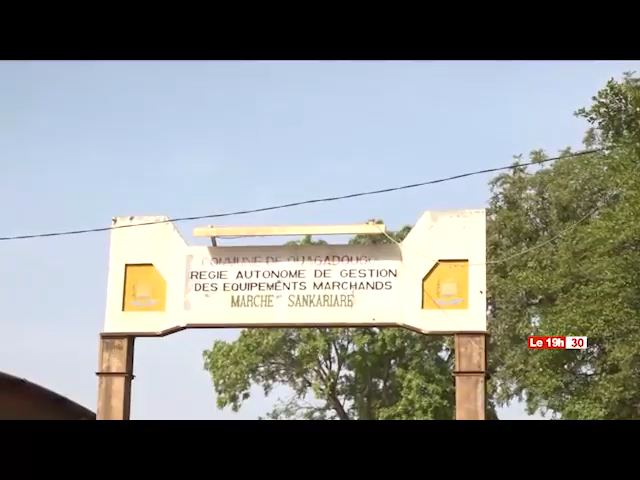 COMMUNE DE OUAGADOUGOU
REGIE AUTONOME DE GESTION
DES EQUIPEMENTS MARCHANDS
MARCHE SANKARIARE
Le 19h 30